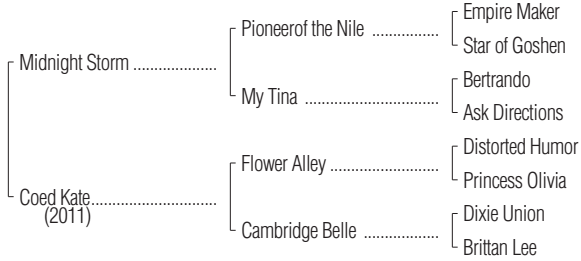 Empire Maker
Pioneerof the Nile ..................
Star of Goshen
Midnight Storm ......................
Bertrando
My Tina .............................
Ask Directions
Distorted Humor
Flower Alley ........................
Princess Olivia
Coed Kate...........................
(2011)
Dixie Union
Cambridge Belle ..................
Brittan Lee